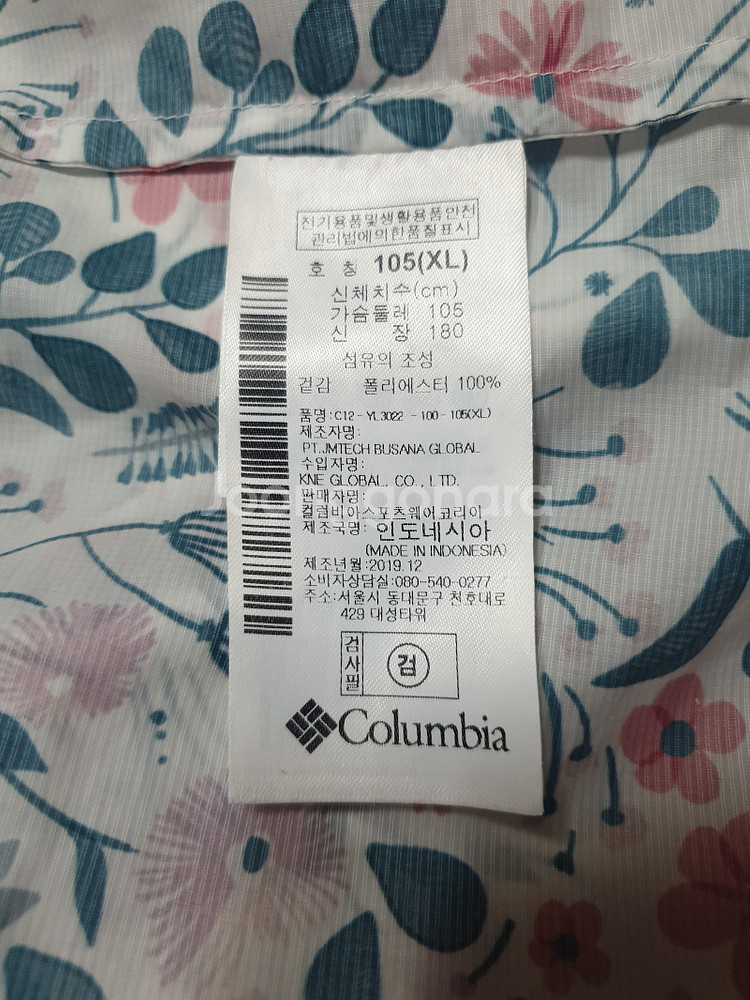 전기용품및생활용품안전
관리법에의한품질표시
호 칭 105(XL)
신체치수(cm)
가슴둘레 105
신 장 180
섬유의 조성
겉감 폴리에스터 100%
품명:C12-YL3022-100-105(XL)
제조자명:
PT.JMTECH BUSANA GLOBAL
수입자명:
KNE GLOBAL. CO., LTD.
판매자명:
컬럼비아스포츠웨어코리아
제조국명: 인도네시아
(MADE IN INDONESIA)
제조년월:2019.12
소비자상담실:080-540-0277
주소:서울시 동대문구 천호대로
429 대성타워
검사필 검
Columbia